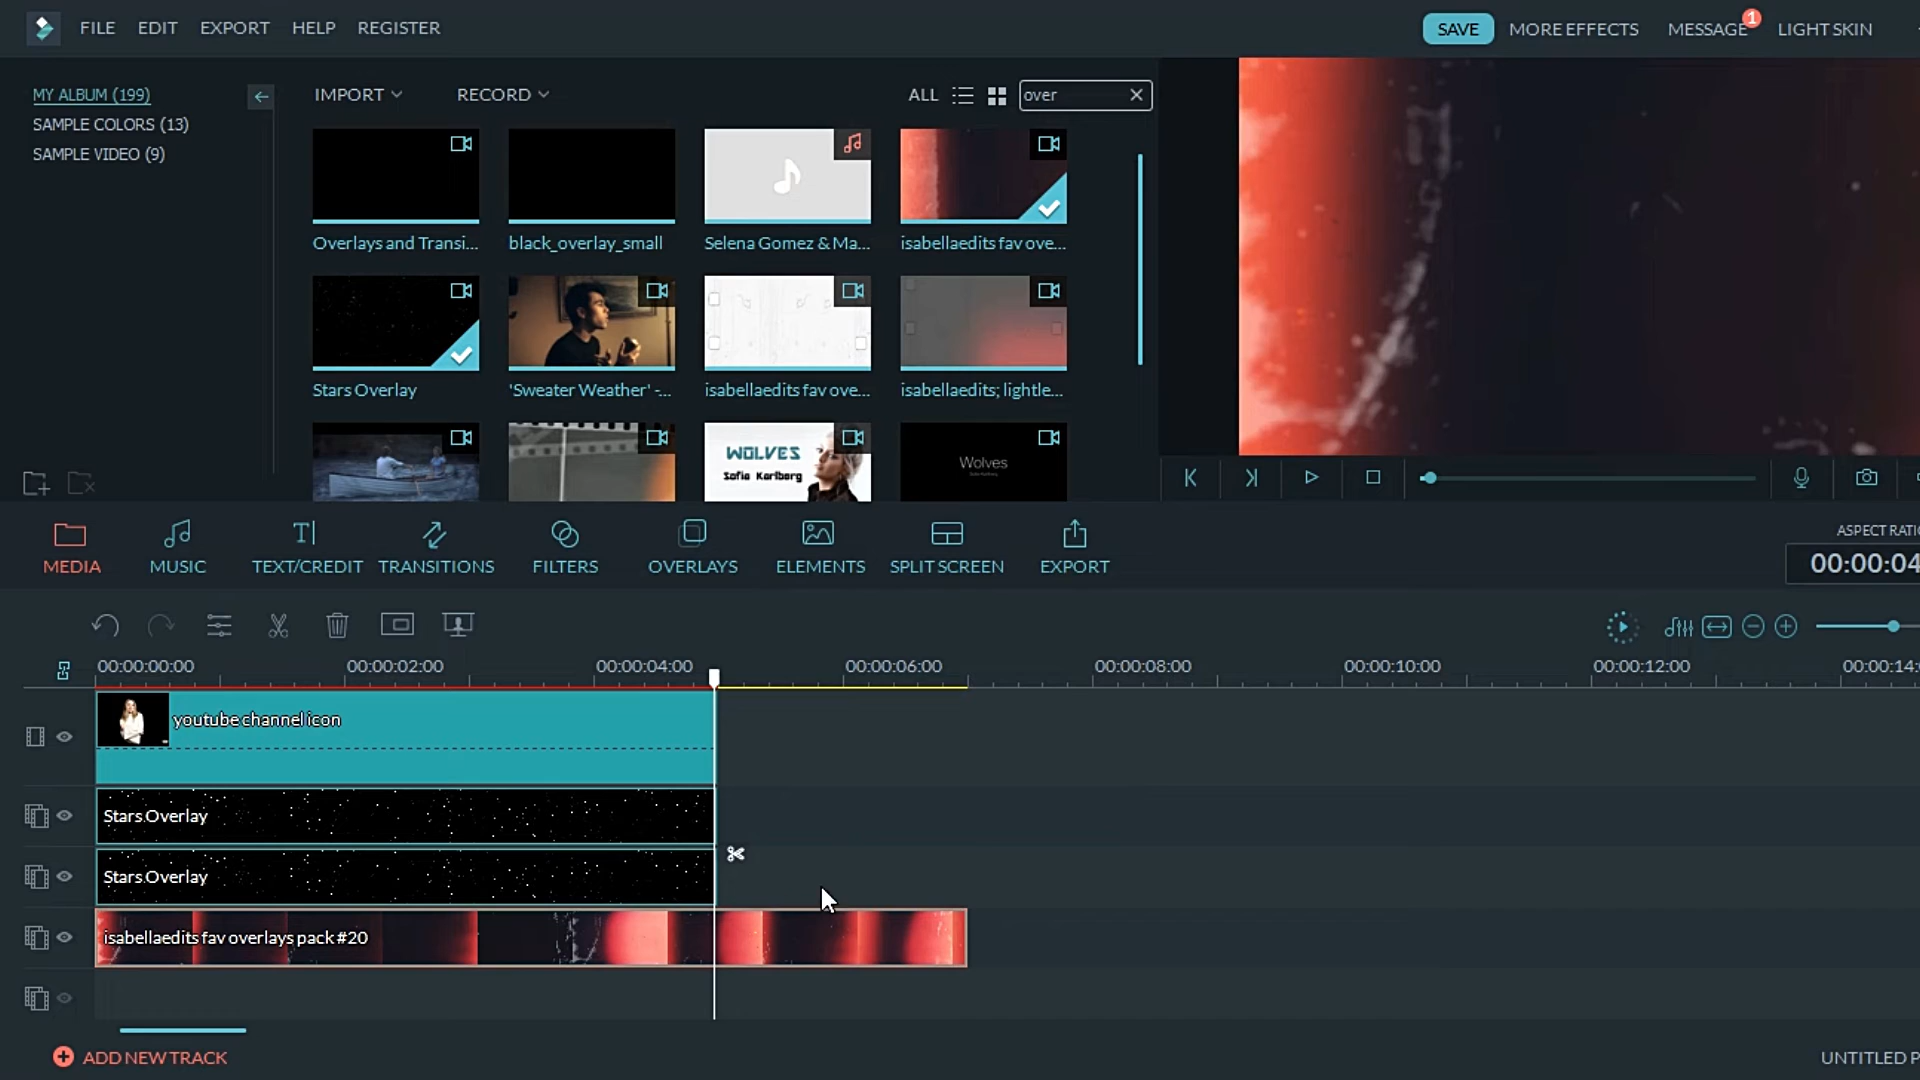 FILE EDIT EXPORT HELP REGISTER
SAVE MORE EFFECTS MESSAGE 1 LIGHT SKIN
MY ALBUM (199)
SAMPLE COLORS (13)
SAMPLE VIDEO (9)
IMPORT RECORD ALL over
Overlays and Transi... black_overlay_small Selena Gomez & Ma... isabellaedits fav ove...
Stars Overlay 'Sweater Weather' -... isabellaedits fav ove... isabellaedits; lightle...
WOLVES
Sofia Karlberg
Wolves
MEDIA MUSIC TEXT/CREDIT TRANSITIONS FILTERS OVERLAYS ELEMENTS SPLIT SCREEN EXPORT
ASPECT RATIO
00:00:04
00:00:00:00 00:00:02:00 00:00:04:00 00:00:06:00 00:00:08:00 00:00:10:00 00:00:12:00 00:00:14:
youtube channel icon
Stars Overlay
Stars Overlay
isabellaedits fav overlays pack #20
ADD NEW TRACK
UNTITLED P